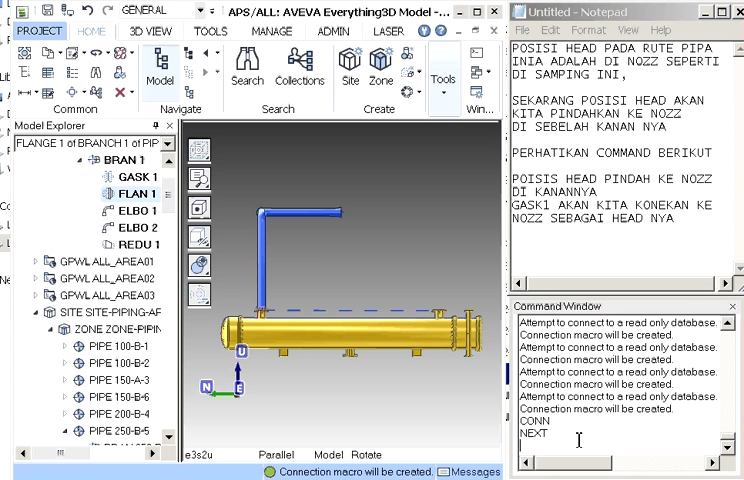 GENERAL
APS/ALL: AVEVA Everything3D Model -
PROJECT HOME 3D VIEW TOOLS MANAGE ADMIN LASER
Model Search Collections Site Zone Tools
Common Navigate Search Create Win...
Model Explorer
FLANGE 1 of BRANCH 1 of PIP
BRAN 1
GASK 1
FLAN 1
ELBO 1
ELBO 2
REDU 1
GPWL ALL_AREA01
GPWL ALL_AREA02
GPWL ALL_AREA03
SITE SITE-PIPING-AF
ZONE ZONE-PIPIN
PIPE 100-B-1
PIPE 100-B-2
PIPE 150-A-3
PIPE 150-B-6
PIPE 200-B-4
PIPE 250-B-5
U
N
E
e3s2u Parallel Model Rotate
Connection macro will be created. Messages
Untitled - Notepad
File Edit Format View Help
POSISI HEAD PADA RUTE PIPA
INIA ADALAH DI NOZZ SEPERTI
DI SAMPING INI,
SEKARANG POSISI HEAD AKAN
KITA PINDAHKAN KE NOZZ
DI SEBELAH KANAN NYA
PERHATIKAN COMMAND BERIKUT
POISIS HEAD PINDAH KE NOZZ
DI KANANNYA
GASK1 AKAN KITA KONEKAN KE
NOZZ SEBAGAI HEAD NYA
Command Window
Attempt to connect to a read only database.
Connection macro will be created.
Attempt to connect to a read only database.
Connection macro will be created.
Attempt to connect to a read only database.
Connection macro will be created.
Attempt to connect to a read only database.
Connection macro will be created.
CONN
NEXT